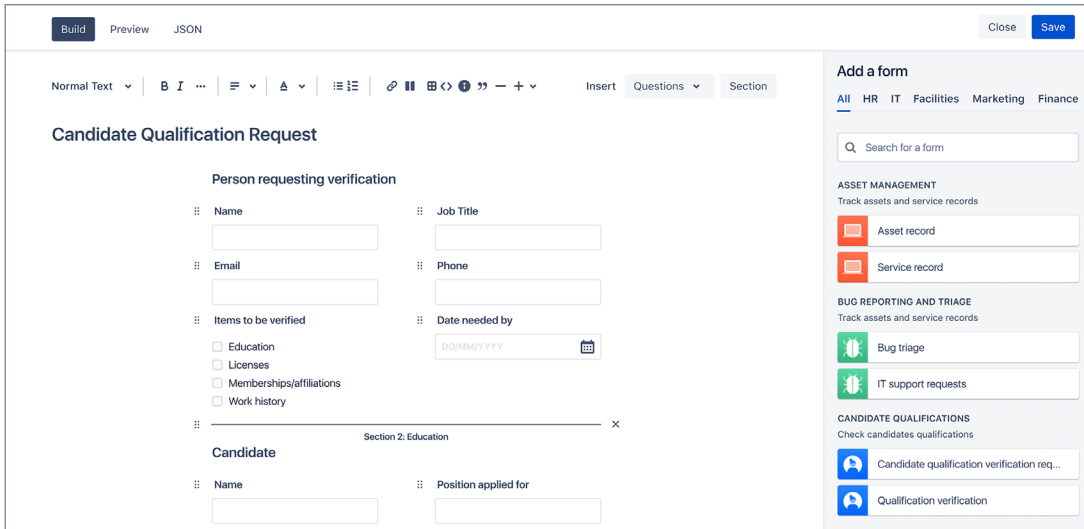 Build Preview JSON Close Save
Normal Text B I ... A Insert Questions Section
Candidate Qualification Request
Person requesting verification
Name Job Title
Email Phone
Items to be verified Date needed by
Education DD/MM/YYYY
Licenses
Memberships/affiliations
Work history
Section 2: Education
Candidate
Name Position applied for
Add a form
All HR IT Facilities Marketing Finance
Search for a form
ASSET MANAGEMENT
Track assets and service records
Asset record
Service record
BUG REPORTING AND TRIAGE
Track assets and service records
Bug triage
IT support requests
CANDIDATE QUALIFICATIONS
Check candidates qualifications
Candidate qualification verification req...
Qualification verification